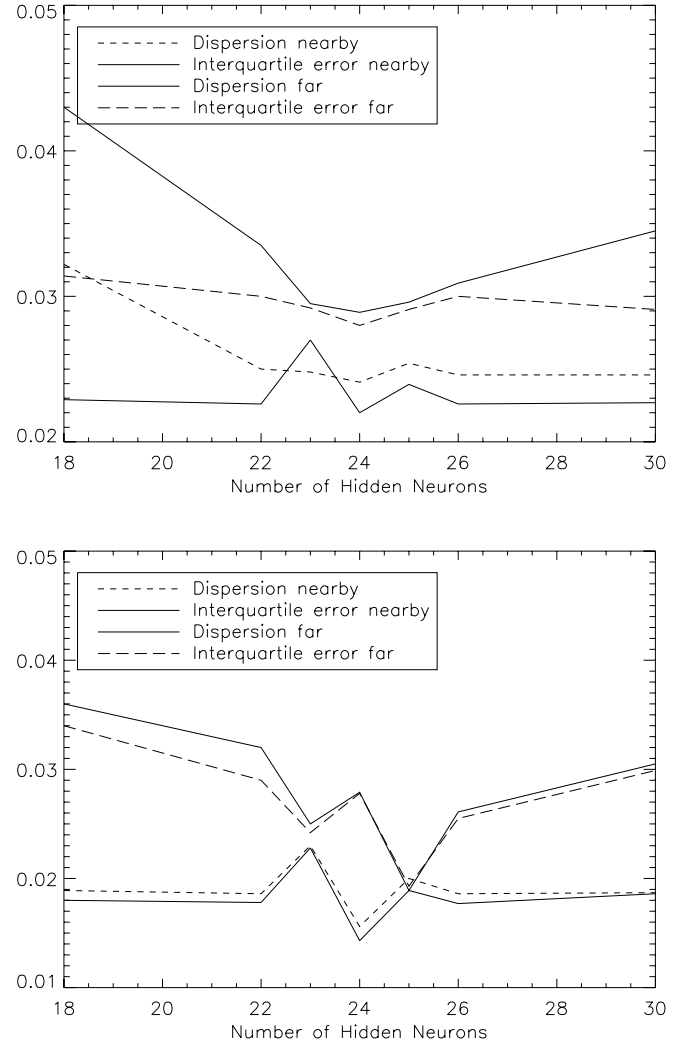 0.05
Dispersion nearby
Interquartile error nearby
Dispersion far
Interquartile error far
0.04
0.03
0.02
18 20 22 24 26 28 30
Number of Hidden Neurons
0.05
Dispersion nearby
Interquartile error nearby
Dispersion far
Interquartile error far
0.04
0.03
0.02
0.01
18 20 22 24 26 28 30
Number of Hidden Neurons